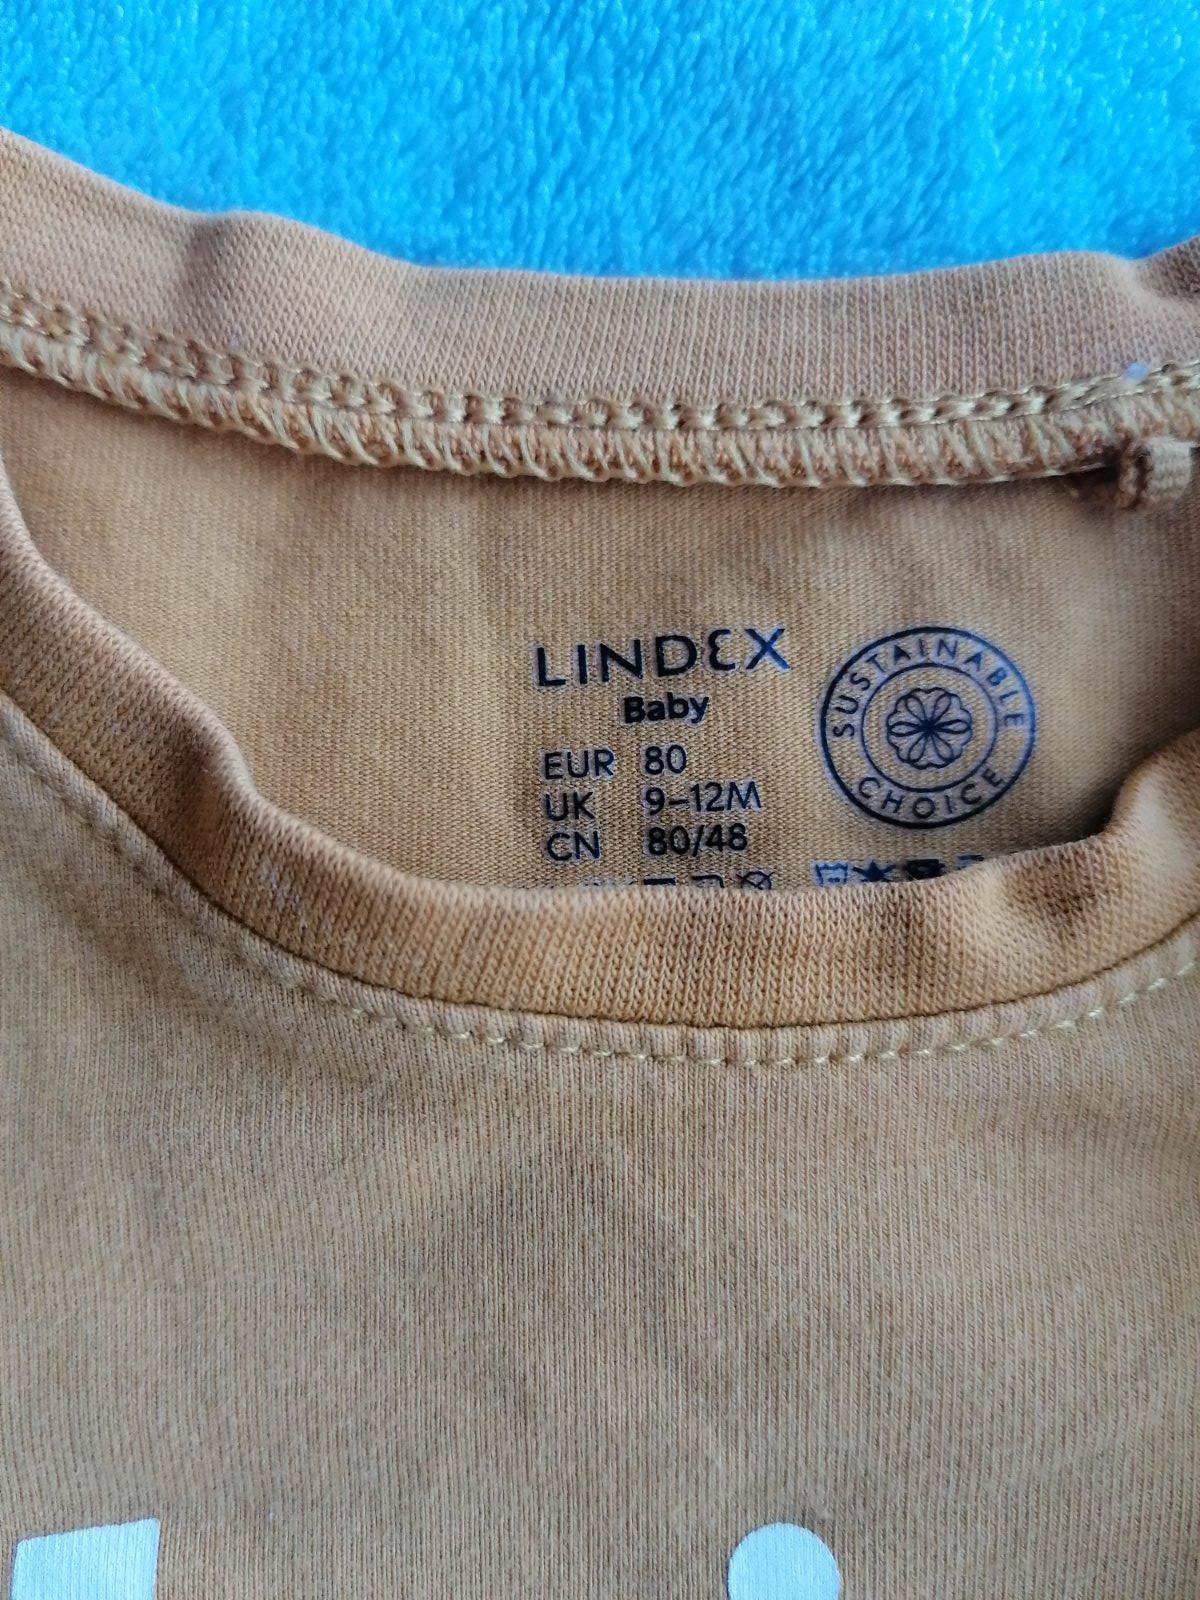 LINDEX
Baby
EUR 80
UK 9-12M
CN 80/48
SUSTAINABLE
CHOICE